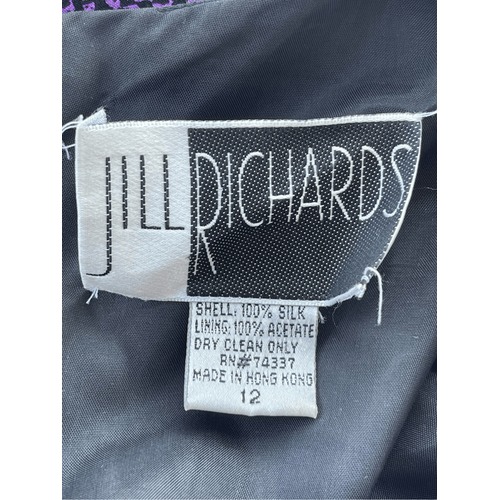 JILL RICHARDS
SHELL: 100% SILK
LINING: 100% ACETATE
DRY CLEAN ONLY
RN# 74337
MADE IN HONG KONG
12